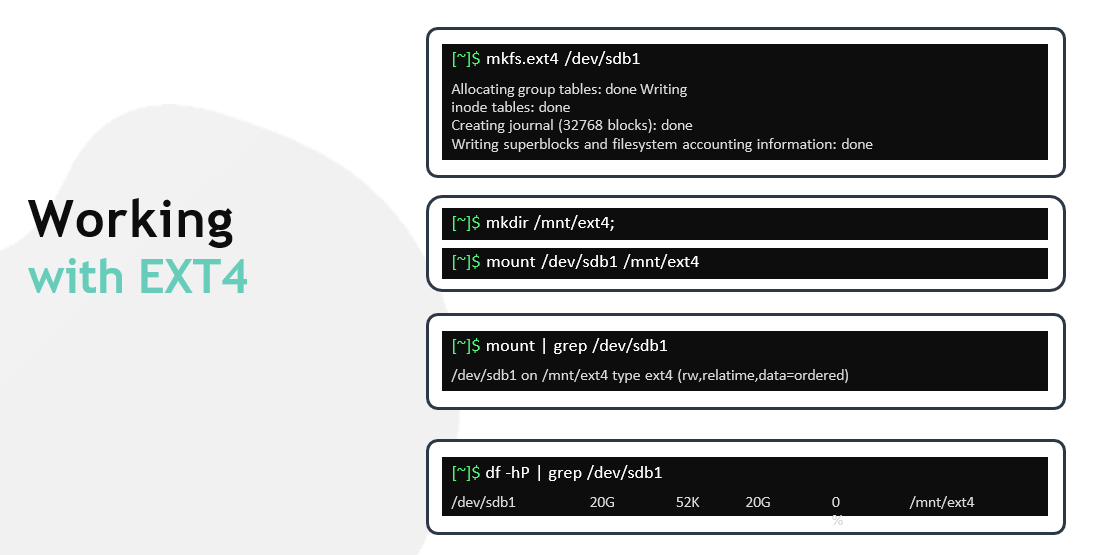 Working
with EXT4
[~]$ mkfs.ext4 /dev/sdb1
Allocating group tables: done Writing
inode tables: done
Creating journal (32768 blocks): done
Writing superblocks and filesystem accounting information: done
[~]$ mkdir /mnt/ext4;
[~]$ mount /dev/sdb1 /mnt/ext4
[~]$ mount | grep /dev/sdb1
/dev/sdb1 on /mnt/ext4 type ext4 (rw,relatime,data=ordered)
[~]$ df -hP | grep /dev/sdb1
/dev/sdb1 20G 52K 20G 0 /mnt/ext4
%